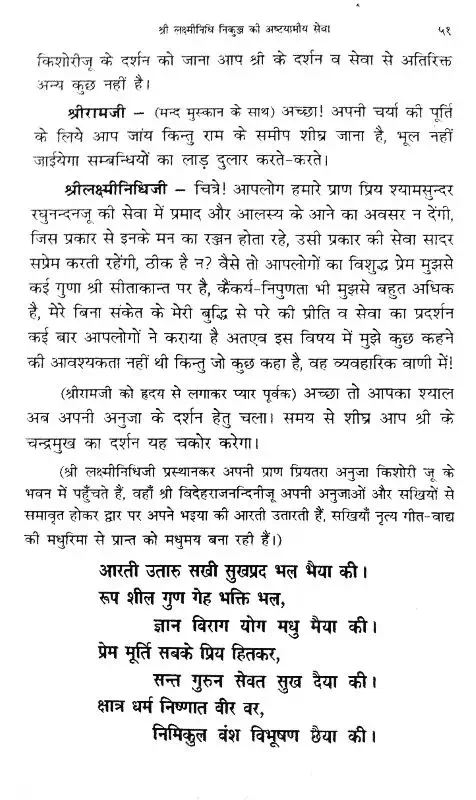 श्री लक्ष्मीनिधि निकुञ्ज की अष्टयामीय सेवा ५१
किशोरीजू के दर्शन को जाना आप श्री के दर्शन व सेवा से अतिरिक्त
अन्य कुछ नहीं है।
श्रीरामजी – (मन्द मुस्कान के साथ) अच्छा! अपनी चर्या की पूर्ति
के लिये आप जांय किन्तु राम के समीप शीघ्र जाना है, भूल नहीं
जाईयेगा सम्बन्धियों का लाड़ दुलार करते-करते।
श्रीलक्ष्मीनिधिजी – चित्रे! आपलोग हमारे प्राण प्रिय श्यामसुन्दर
रघुनन्दनजू की सेवा में प्रमाद और आलस्य के आने का अवसर न देंगी,
जिस प्रकार से इनके मन का रञ्जन होता रहे, उसी प्रकार की सेवा सादर
सप्रेम करती रहेंगी, ठीक है न? वैसे तो आपलोगों का विशुद्ध प्रेम मुझसे
कई गुणा श्री सीताकान्त पर है, कैंकर्य-निपुणता भी मुझसे बहुत अधिक
है, मेरे बिना संकेत के मेरी बुद्धि से परे की प्रीति व सेवा का प्रदर्शन
कई बार आपलोगों ने कराया है अतएव इस विषय में मुझे कुछ कहने
की आवश्यकता नहीं थी किन्तु जो कुछ कहा है, वह व्यवहारिक वाणी में!
(श्रीरामजी को हृदय से लगाकर प्यार पूर्वक) अच्छा तो आपका श्याल
अब अपनी अनुजा के दर्शन हेतु चला। समय से शीघ्र आप श्री के
चन्द्रमुख का दर्शन यह चकोर करेगा।
(श्री लक्ष्मीनिधिजी प्रस्थानकर अपनी प्राण प्रियतरा अनुजा किशोरी जू के
भवन में पहुँचते हैं, वहाँ श्री विदेहराजनन्दिनीजू अपनी अनुजाओं और सखियों से
समावृत होकर द्वार पर अपने भइया की आरती उतारती हैं, सखियाँ नृत्य गीत-वाद्य
की मधुरिमा से प्रान्त को मधुमय बना रही हैं।)
आरती उतारु सखी सुखप्रद भल भैया की।
रूप शील गुण गेह भक्ति भल,
ज्ञान विराग योग मधु मैया की।
प्रेम मूर्ति सबके प्रिय हितकर,
सन्त गुरुन सेवत सुख दैया की।
क्षात्र धर्म निष्णात वीर वर,
निमिकुल वंश विभूषण छैया की।